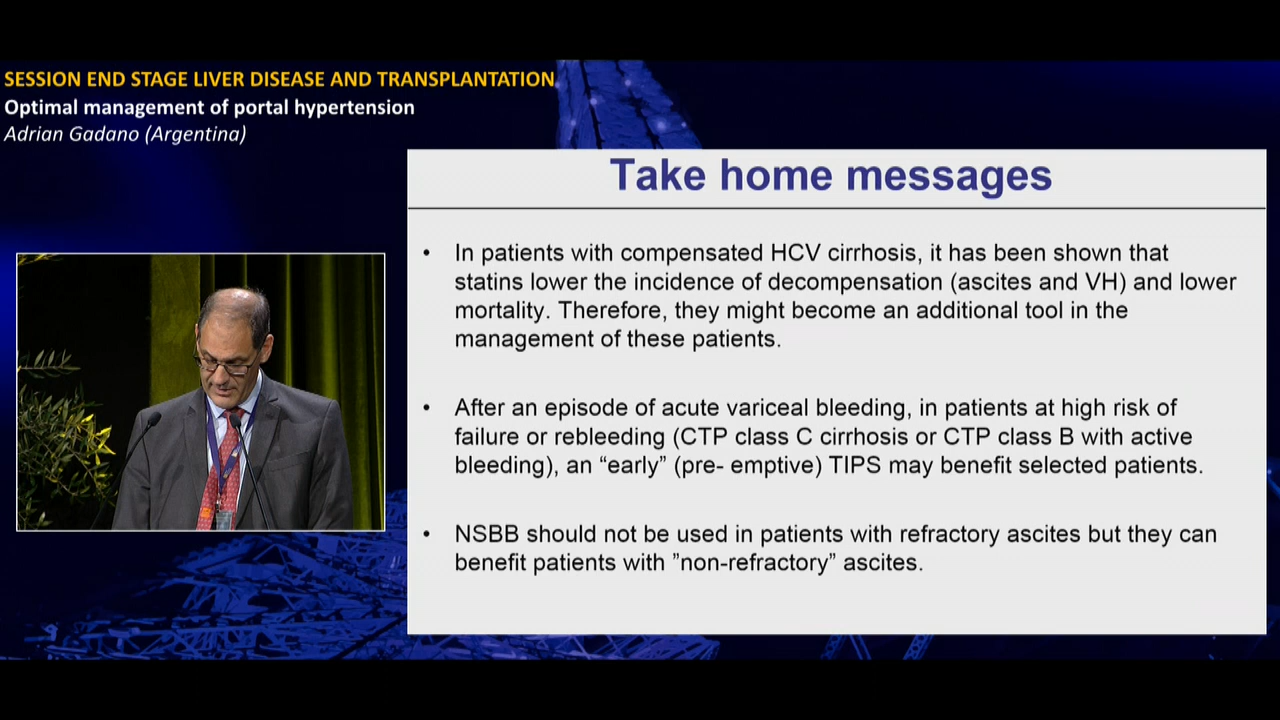 SESSION END STAGE LIVER DISEASE AND TRANSPLANTATION
Optimal management of portal hypertension
Adrian Gadano (Argentina)
Take home messages
• In patients with compensated HCV cirrhosis, it has been shown that
statins lower the incidence of decompensation (ascites and VH) and lower
mortality. Therefore, they might become an additional tool in the
management of these patients.
• After an episode of acute variceal bleeding, in patients at high risk of
failure or rebleeding (CTP class C cirrhosis or CTP class B with active
bleeding), an “early” (pre- emptive) TIPS may benefit selected patients.
• NSBB should not be used in patients with refractory ascites but they can
benefit patients with ”non-refractory” ascites.